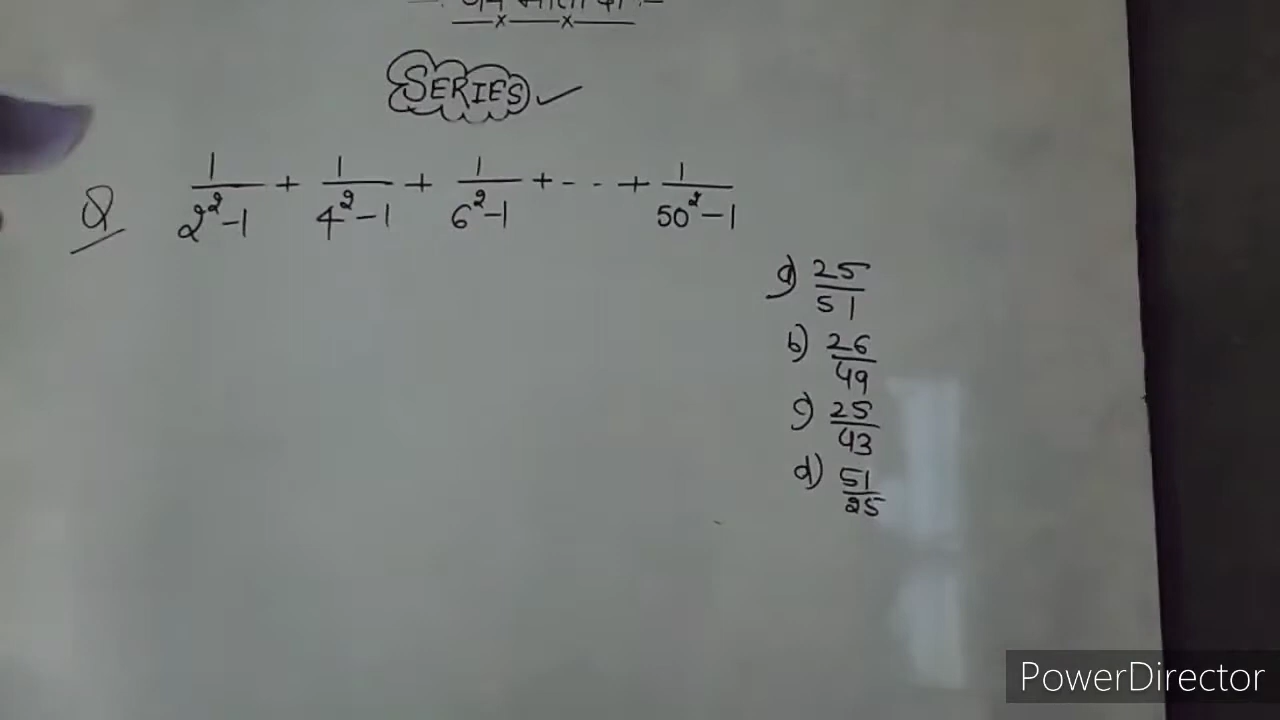 SERIES
Q 1/2²-1 + 1/4²-1 + 1/6²-1 + - - - + 1/50²-1
a) 25/51
b) 26/49
c) 25/43
d) 51/25
PowerDirector